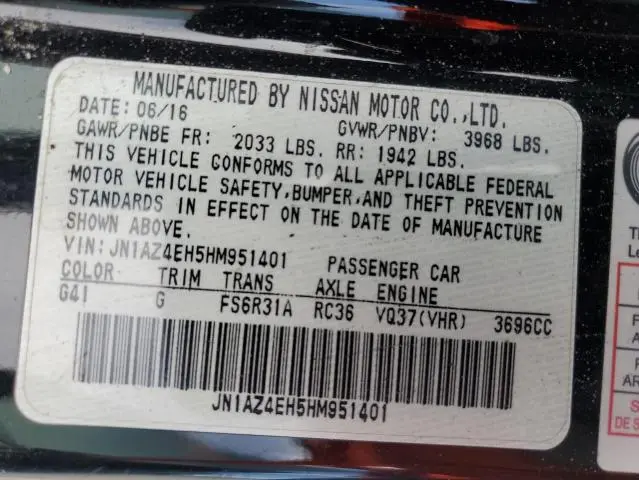 MANUFACTURED BY NISSAN MOTOR CO.,LTD.
DATE: 06/16 GVWR/PNBV: 3968 LBS.
GAWR/PNBE FR: 2033 LBS. RR: 1942 LBS.
THIS VEHICLE CONFORMS TO ALL APPLICABLE FEDERAL
MOTOR VEHICLE SAFETY,BUMPER,AND THEFT PREVENTION
STANDARDS IN EFFECT ON THE DATE OF MANUFACTURE
SHOWN ABOVE.
VIN:JN1AZ4EH5HM951401 PASSENGER CAR
COLOR TRIM TRANS AXLE ENGINE
G41 G FS6R31A RC36 VQ37(VHR) 3696CC
JN1AZ4EH5HM951401